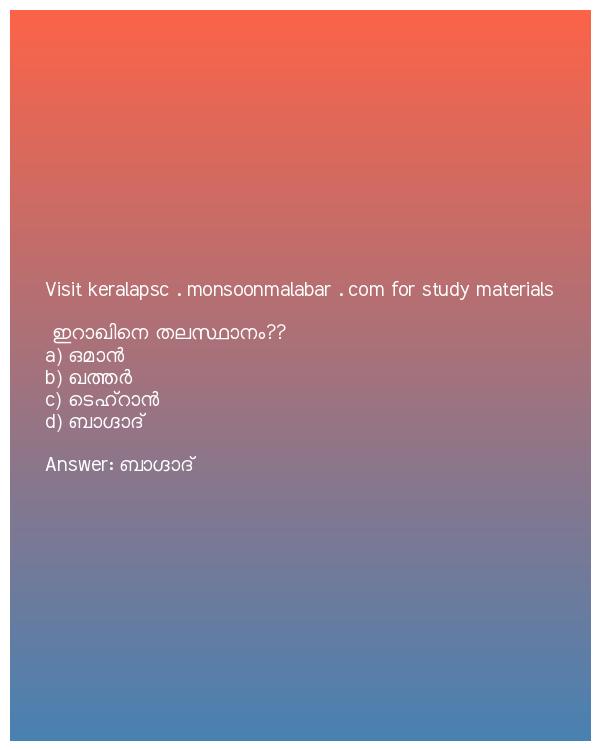 Visit keralapsc . monsoonmalabar . com for study materials
ഇറാഖിനെ തലസ്ഥാനം??
a) ഒമാൻ
b) ഖത്തർ
c) ടെഹ്റാൻ
d) ബാഗ്ദാദ്
Answer: ബാഗ്ദാദ്